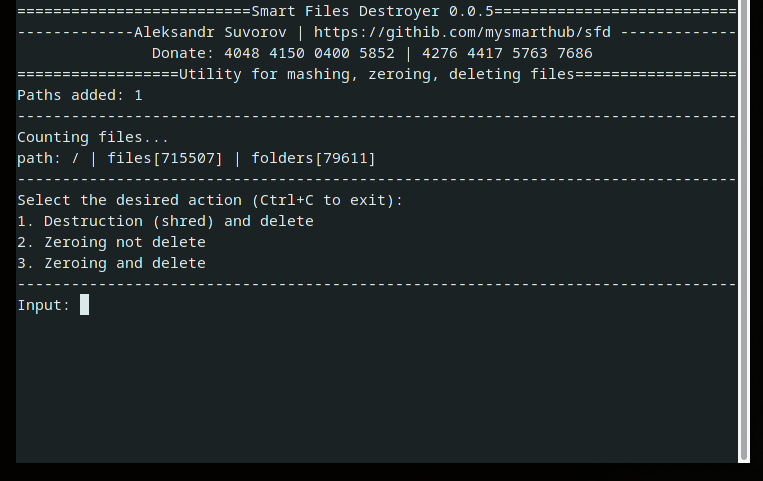 ==========================Smart Files Destroyer 0.0.5===========================
-------------Aleksandr Suvorov | https://githib.com/mysmarthub/sfd -------------
Donate: 4048 4150 0400 5852 | 4276 4417 5763 7686
==================Utility for mashing, zeroing, deleting files==================
Paths added: 1
--------------------------------------------------------------------------------
Counting files...
path: / | files[715507] | folders[79611]
--------------------------------------------------------------------------------
Select the desired action (Ctrl+C to exit):
1. Destruction (shred) and delete
2. Zeroing not delete
3. Zeroing and delete
--------------------------------------------------------------------------------
Input: